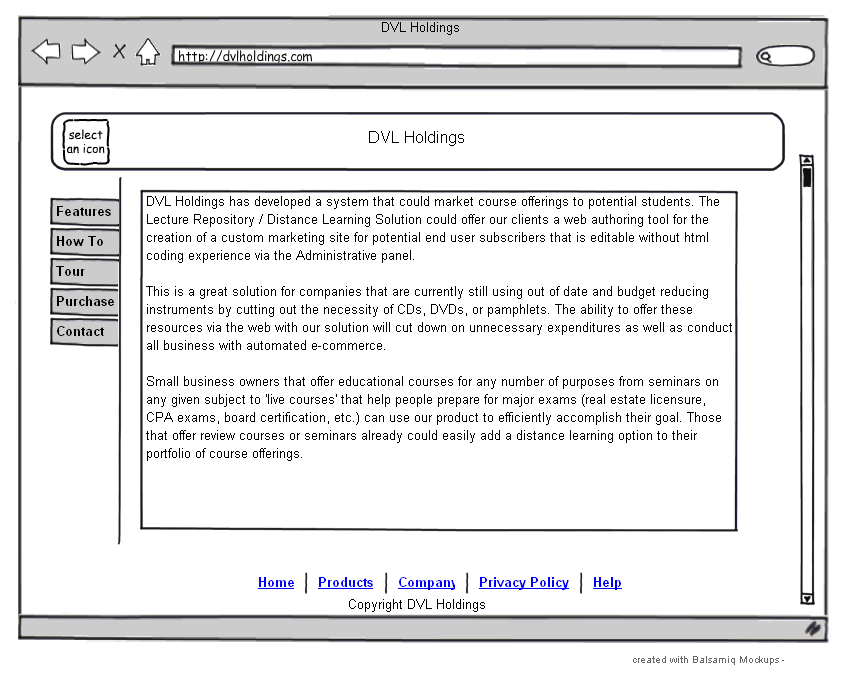 DVL Holdings
http://dvlholdings.com
select
an icon
DVL Holdings
Features
How To
Tour
Purchase
Contact
DVL Holdings has developed a system that could market course offerings to potential students. The
Lecture Repository / Distance Learning Solution could offer our clients a web authoring tool for the
creation of a custom marketing site for potential end user subscribers that is editable without html
coding experience via the Administrative panel.
This is a great solution for companies that are currently still using out of date and budget reducing
instruments by cutting out the necessity of CDs, DVDs, or pamphlets. The ability to offer these
resources via the web with our solution will cut down on unnecessary expenditures as well as conduct
all business with automated e-commerce.
Small business owners that offer educational courses for any number of purposes from seminars on
any given subject to 'live courses' that help people prepare for major exams (real estate licensure,
CPA exams, board certification, etc.) can use our product to efficiently accomplish their goal. Those
that offer review courses or seminars already could easily add a distance learning option to their
portfolio of course offerings.
Home | Products | Company | Privacy Policy | Help
Copyright DVL Holdings
created with Balsamiq Mockups -